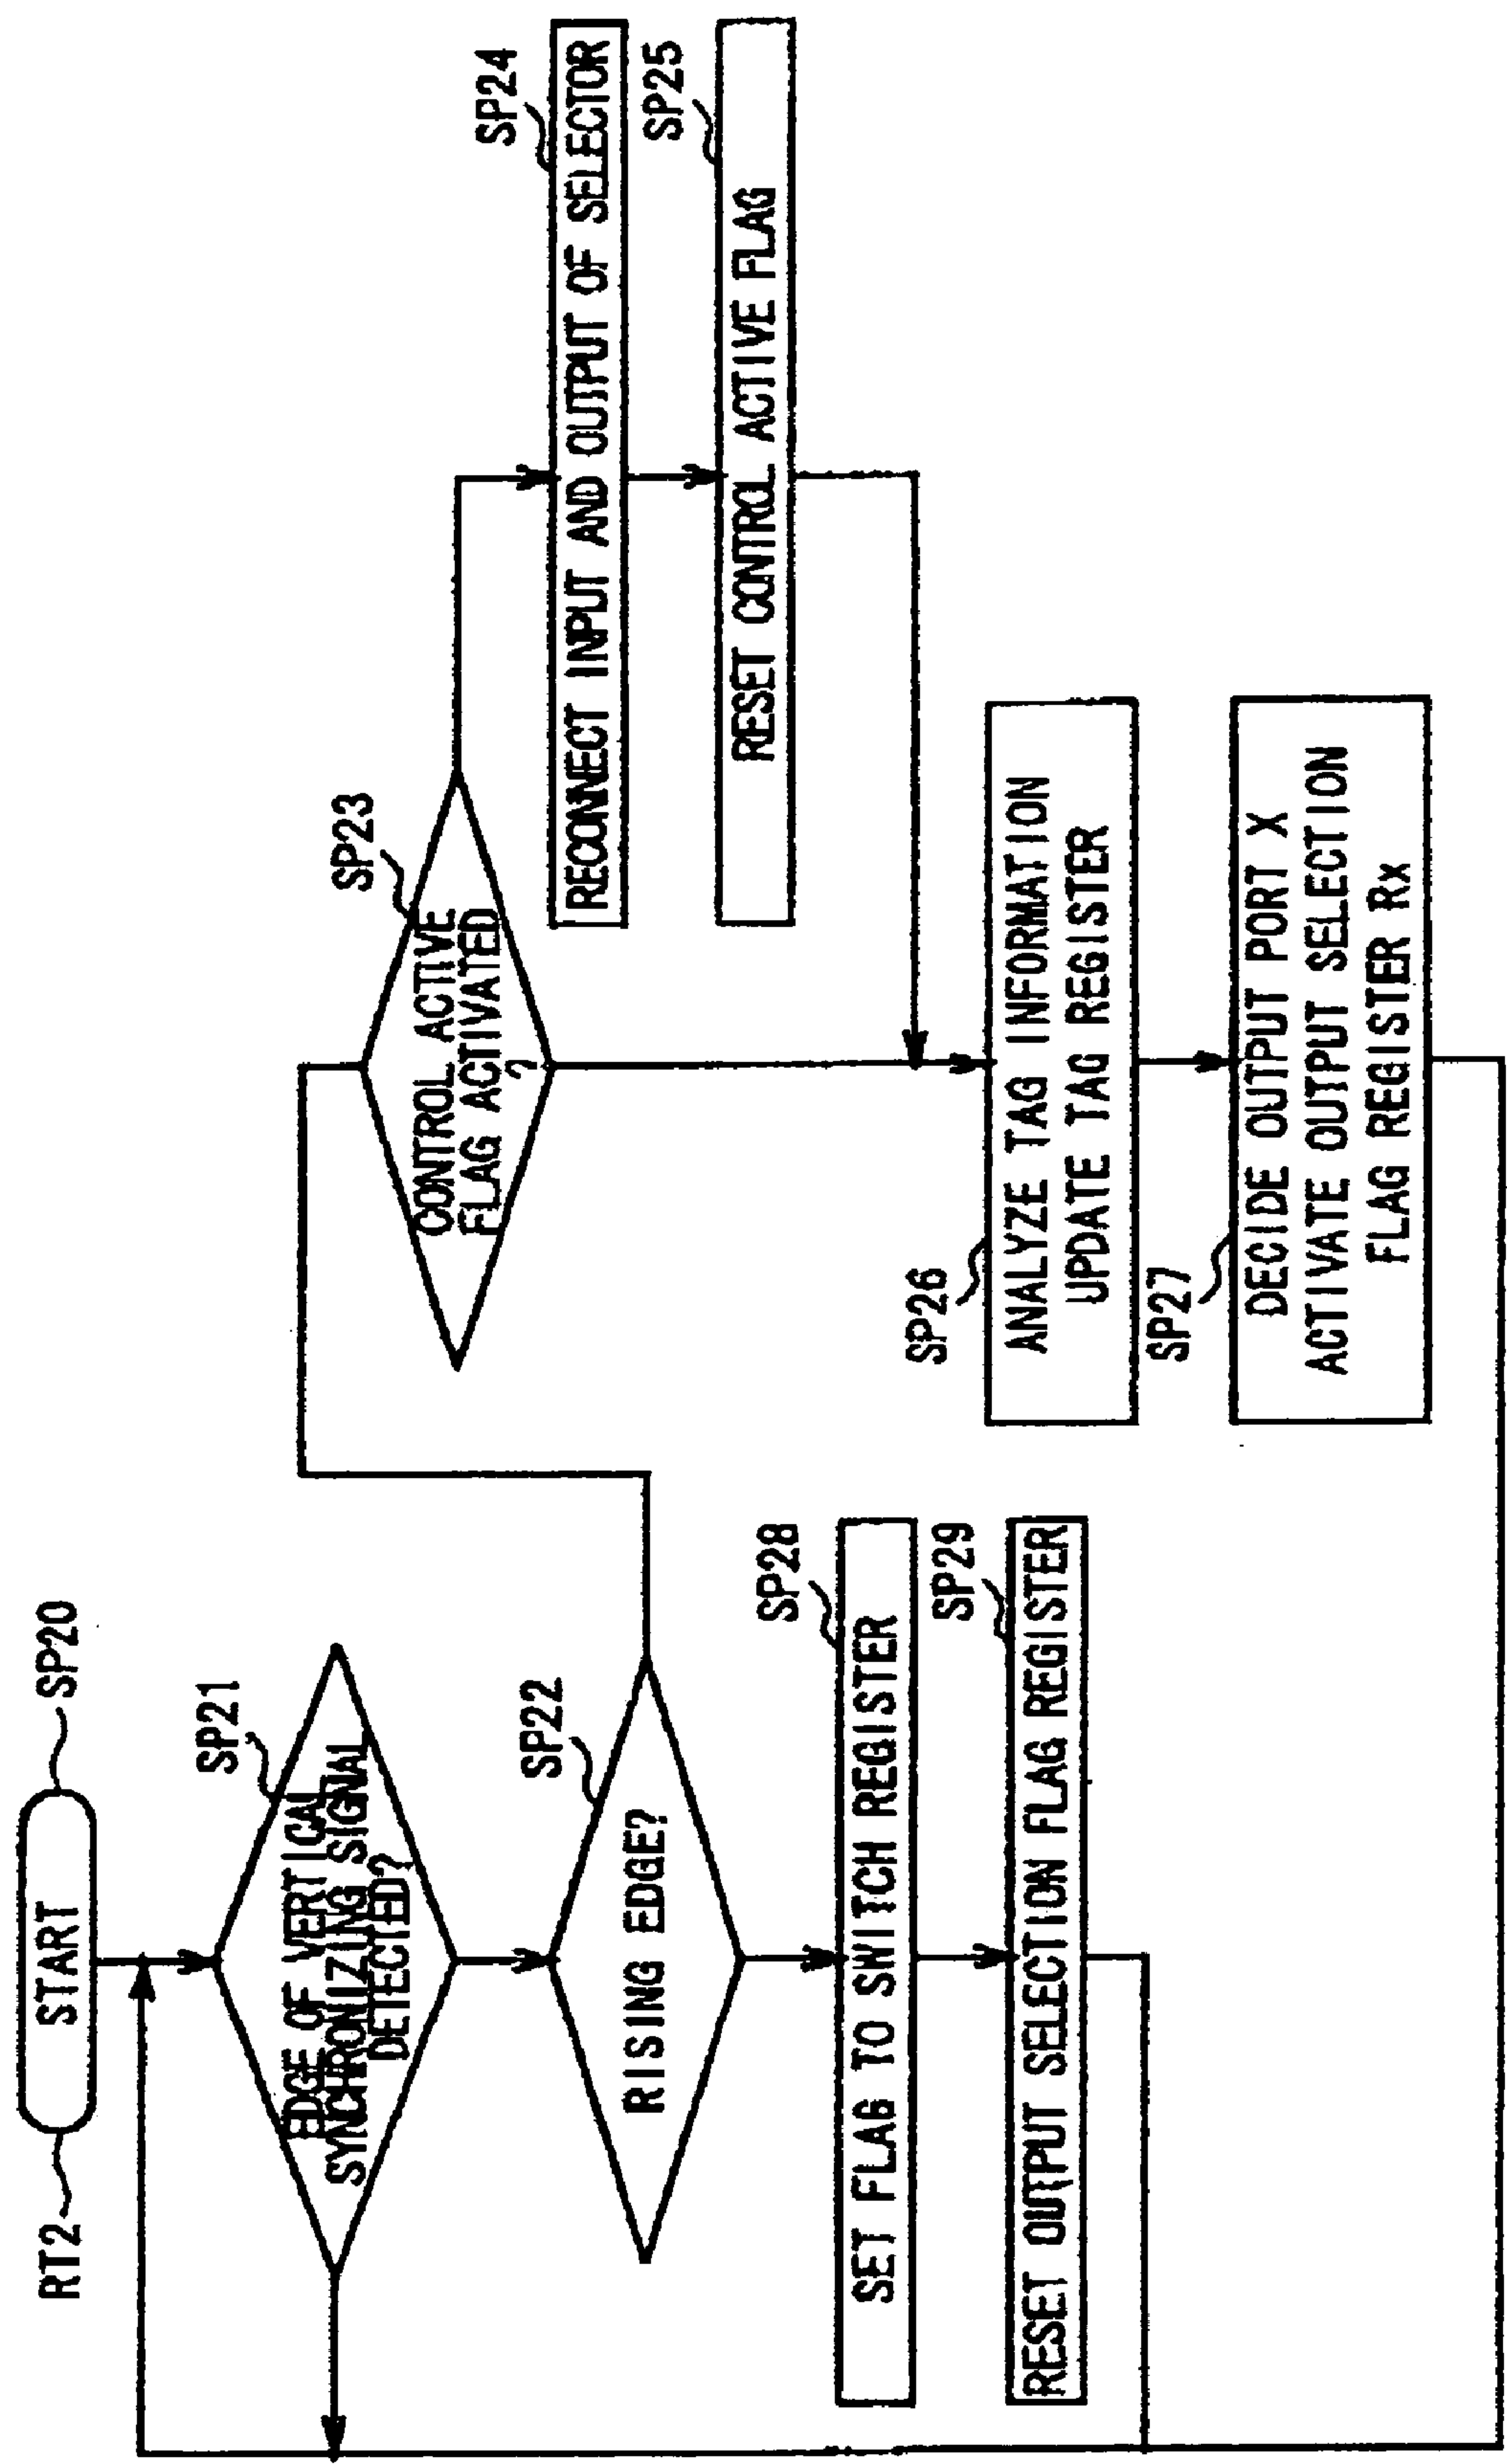 RT2
START
SP20
EDGE OF VERTICAL
SYNCHRONIZING SIGNAL
DETECTED?
SP21
RISING EDGE?
SP22
CONTROL ACTIVE
FLAG ACTIVATED
?
SP23
RECONNECT INPUT AND OUTPUT OF SELECTOR
SP24
RESET CONTROL ACTIVE FLAG
SP25
SP26
ANALYZE TAG INFORMATION
UPDATE TAG REGISTER
SP27
DECIDE OUTPUT PORT X
ACTIVATE OUTPUT SELECTION
FLAG REGISTER Rx
SET FLAG TO SWITCH REGISTER
SP28
RESET OUTPUT SELECTION FLAG REGISTER
SP29